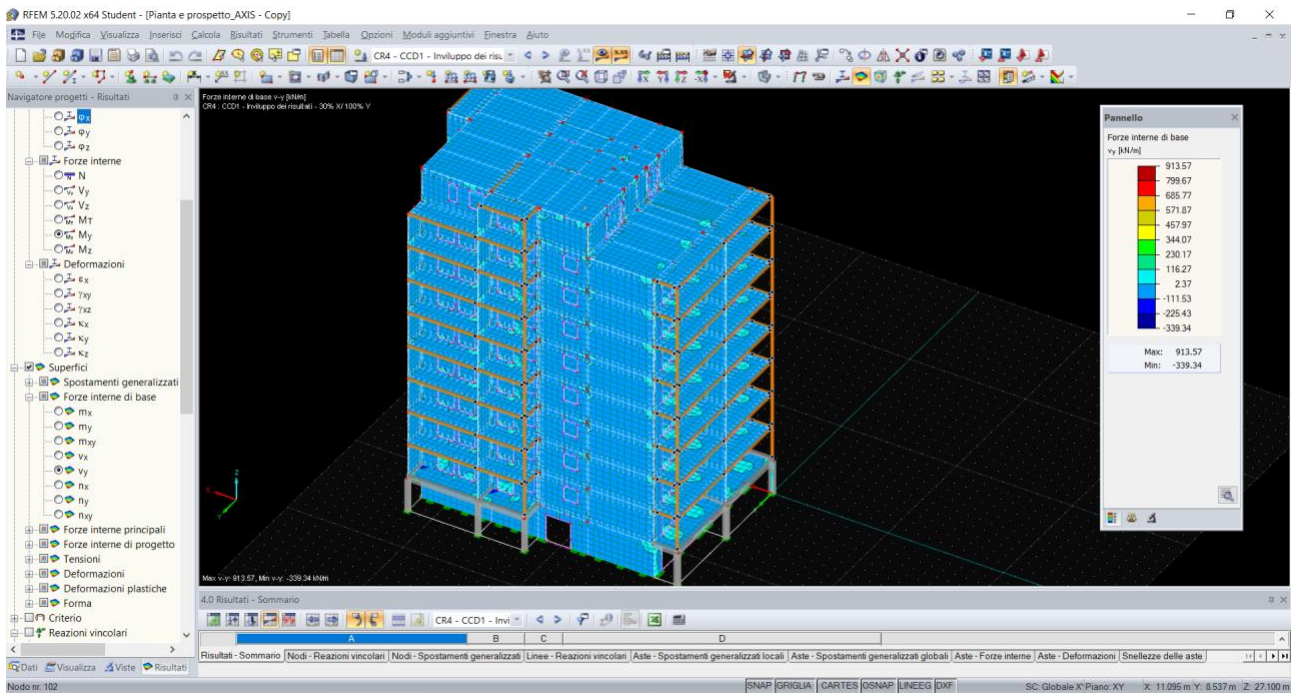 RFEM 5.20.02 x64 Student - [Pianta e prospetto_AXIS - Copy]
File Modifica Visualizza Inserisci Calcola Risultati Strumenti Tabella Opzioni Moduli aggiuntivi Finestra Aiuto
CR4 - CCD1 - Inviluppo dei risu
Navigatore progetti - Risultati
φx
φy
φz
Forze interne
N
Vy
Vz
MT
My
Mz
Deformazioni
εx
γxy
γxz
κx
κy
κz
Superfici
Spostamenti generalizzati
Forze interne di base
mx
my
mxy
vx
vy
nx
ny
nxy
Forze interne principali
Forze interne di progetto
Tensioni
Deformazioni
Deformazioni plastiche
Forma
Criterio
Reazioni vincolari
Dati Visualizza Viste Risultati
Forze interne di base v-y [kN/m]
CR4 : CCD1 - Inviluppo dei risultati - 30% X/100% Y
Max v-y: 913.57, Min v-y: -339.34 kN/m
Pannello
Forze interne di base
vy [kN/m]
913.57
799.67
685.77
571.87
457.97
344.07
230.17
116.27
2.37
-111.53
-225.43
-339.34
Max: 913.57
Min: -339.34
4.0 Risultati - Sommario
CR4 - CCD1 - Invi
A B C D
Risultati - Sommario Nodi - Reazioni vincolari Nodi - Spostamenti generalizzati Linee - Reazioni vincolari Aste - Spostamenti generalizzati locali Aste - Spostamenti generalizzati globali Aste - Forze interne Aste - Deformazioni Snellezze delle aste
Nodo nr. 102 SNAP GRIGLIA CARTES OSNAP LINEEG DXF SC: Globale X' Piano: XY X: 11.095 m Y: 8.537 m Z: 27.100 m